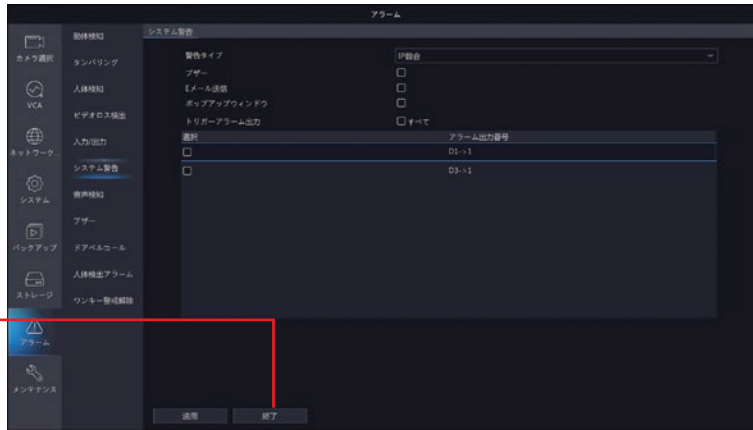 アラーム
カメラ選択
VCA
ネットワーク..
システム
バックアップ
ストレージ
アラーム
メンテナンス
動体検知
タンパリング
人体検知
ビデオロス検出
入力/出力
システム警告
音声検知
ブザー
ドアベルコール
人体検出アラーム
ワンキー警戒解除
システム警告
警告タイプ IP競合
ブザー
Eメール送信
ポップアップウィンドウ
トリガーアラーム出力 すべて
選択 アラーム出力番号
D1->1
D3->1
適用 終了